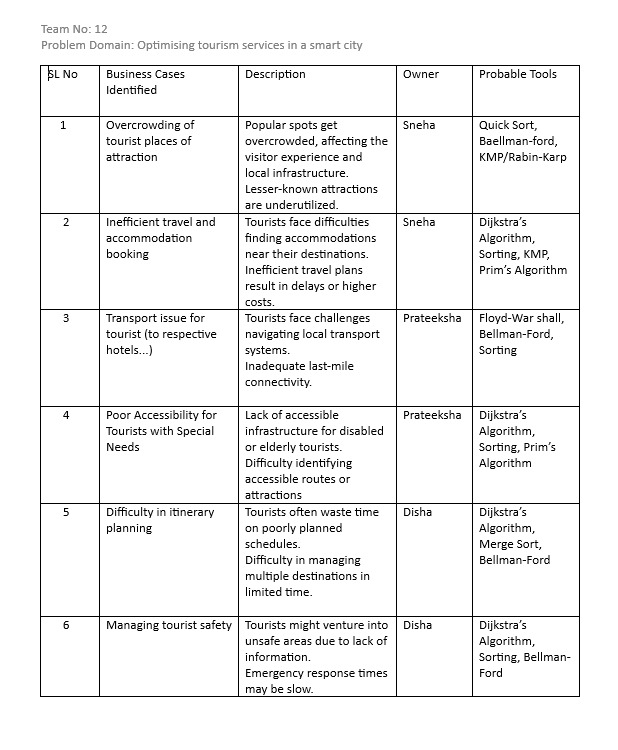 Team No: 12
Problem Domain: Optimising tourism services in a smart city
SL No
Business Cases
Identified
Description
Owner
Probable Tools
1
Overcrowding of
tourist places of
attraction
Popular spots get
overcrowded, affecting the
visitor experience and
local infrastructure.
Lesser-known attractions
are underutilized.
Sneha
Quick Sort,
Baellman-ford,
KMP/Rabin-Karp
2
Inefficient travel and
accommodation
booking
Tourists face difficulties
finding accommodations
near their destinations.
Inefficient travel plans
result in delays or higher
costs.
Sneha
Dijkstra’s
Algorithm,
Sorting, KMP,
Prim’s Algorithm
3
Transport issue for
tourist (to respective
hotels...)
Tourists face challenges
navigating local transport
systems.
Inadequate last-mile
connectivity.
Prateeksha
Floyd-War shall,
Bellman-Ford,
Sorting
4
Poor Accessibility for
Tourists with Special
Needs
Lack of accessible
infrastructure for disabled
or elderly tourists.
Difficulty identifying
accessible routes or
attractions
Prateeksha
Dijkstra’s
Algorithm,
Sorting, Prim’s
Algorithm
5
Difficulty in itinerary
planning
Tourists often waste time
on poorly planned
schedules.
Difficulty in managing
multiple destinations in
limited time.
Disha
Dijkstra’s
Algorithm,
Merge Sort,
Bellman-Ford
6
Managing tourist safety
Tourists might venture into
unsafe areas due to lack of
information.
Emergency response times
may be slow.
Disha
Dijkstra’s
Algorithm,
Sorting, Bellman-
Ford